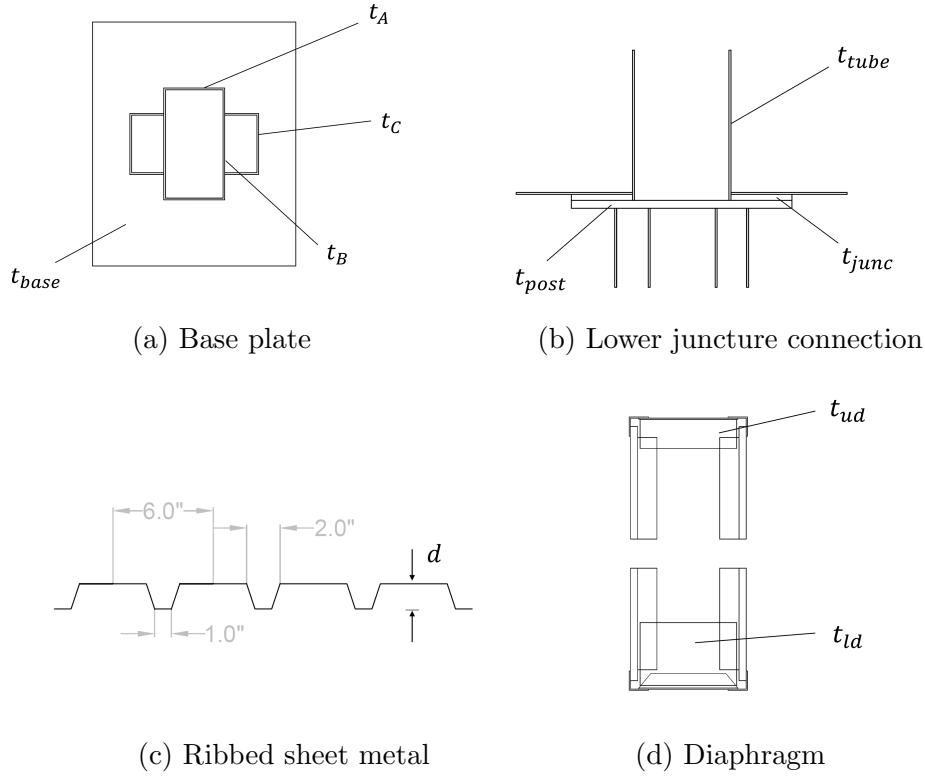 t_A
t_C
t_B
t_base
(a) Base plate
t_tube
t_junc
t_post
(b) Lower juncture connection
6.0"
2.0"
d
1.0"
(c) Ribbed sheet metal
t_ud
t_ld
(d) Diaphragm